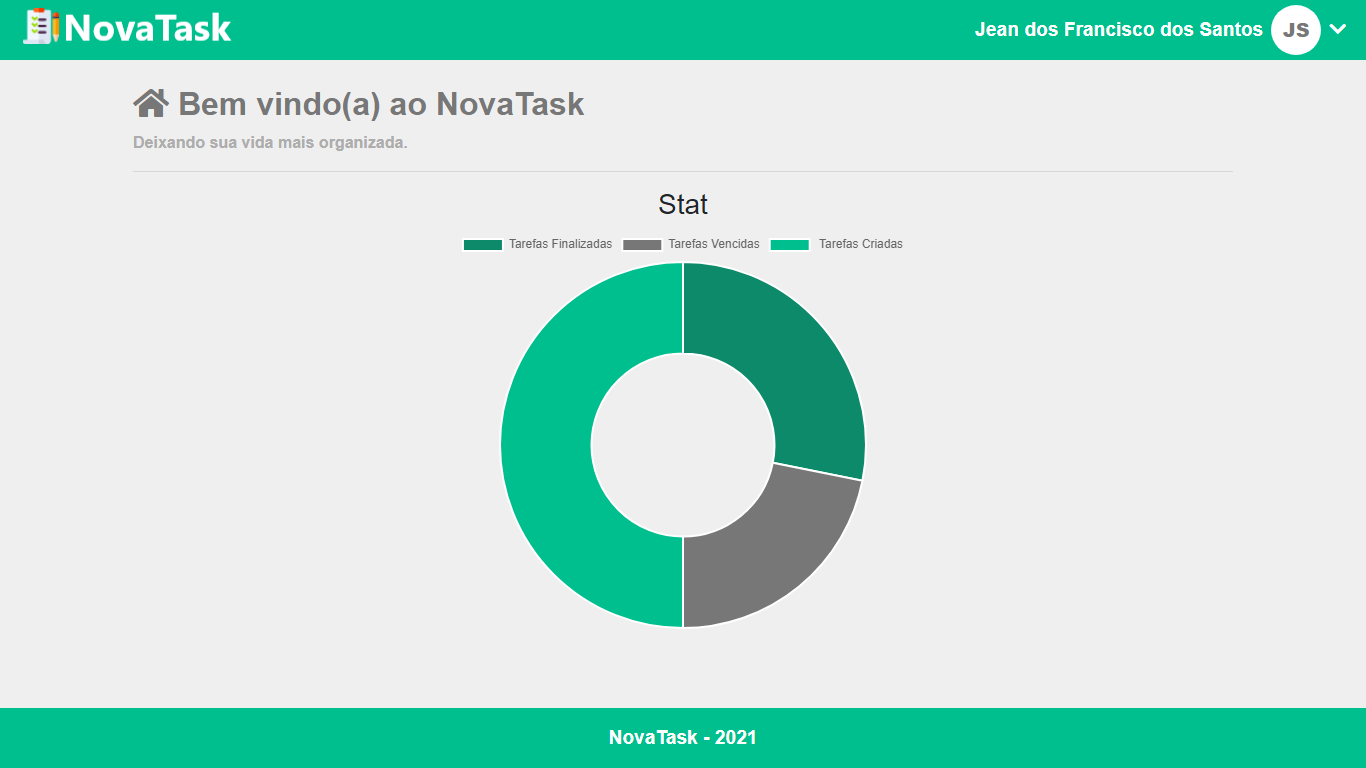 NovaTask
Jean dos Francisco dos Santos JS
Bem vindo(a) ao NovaTask
Deixando sua vida mais organizada.
Stat
Tarefas Finalizadas Tarefas Vencidas Tarefas Criadas
NovaTask - 2021